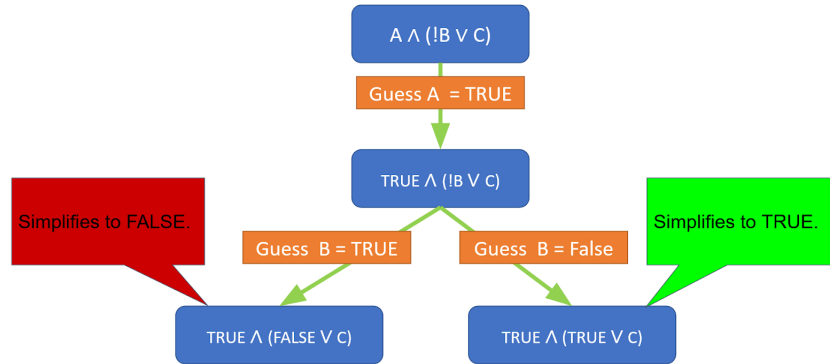 A Λ (!B V C)
Guess A  = TRUE
TRUE Λ (!B V C)
Simplifies to FALSE.
Simplifies to TRUE.
Guess  B = TRUE
Guess  B = False
TRUE Λ (FALSE V C)
TRUE Λ (TRUE V C)